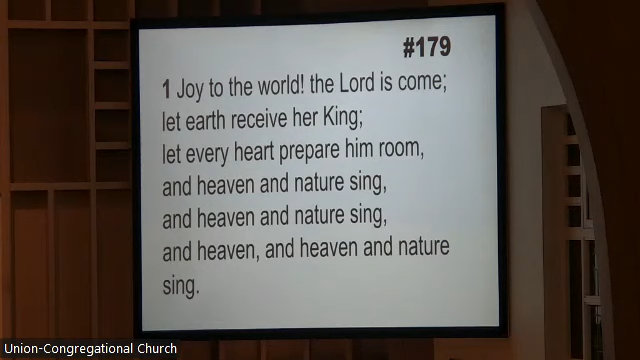 #179
1 Joy to the world! the Lord is come;
let earth receive her King;
let every heart prepare him room,
and heaven and nature sing,
and heaven and nature sing,
and heaven, and heaven and nature
sing.
Union-Congregational Church